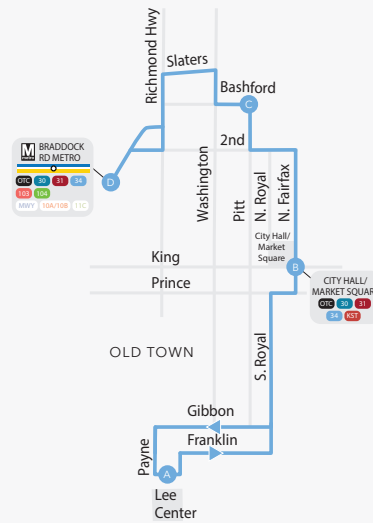 Richmond Hwy
Slaters
Bashford
C
BRADDOCK
RD METRO
M
OTC 30 31 34
103 104
MWY 10A/10B 11C
D
2nd
Washington
Pitt
N. Royal
N. Fairfax
City Hall/
Market
Square
King
B
Prince
CITY HALL/
MARKET SQUAR
OTC 30 31
34 KST
OLD TOWN
S. Royal
Gibbon
Franklin
Payne
A
Lee
Center